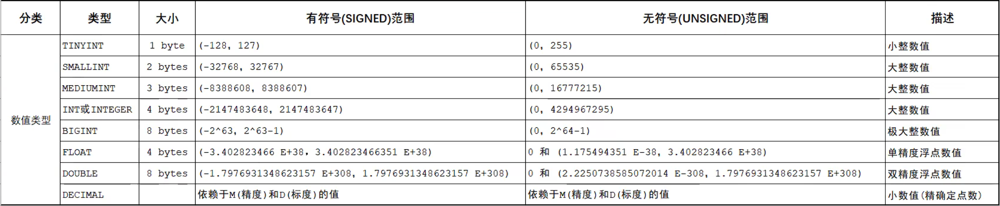 分类 类型 大小 有符号(SIGNED)范围 无符号(UNSIGNED)范围 描述
数值类型
TINYINT 1 byte (-128, 127) (0, 255) 小整数值
SMALLINT 2 bytes (-32768, 32767) (0, 65535) 大整数值
MEDIUMINT 3 bytes (-8388608, 8388607) (0, 16777215) 大整数值
INT或INTEGER 4 bytes (-2147483648, 2147483647) (0, 4294967295) 大整数值
BIGINT 8 bytes (-2^63, 2^63-1) (0, 2^64-1) 极大整数值
FLOAT 4 bytes (-3.402823466 E+38, 3.402823466351 E+38) 0 和 (1.175494351 E-38, 3.402823466 E+38) 单精度浮点数值
DOUBLE 8 bytes (-1.7976931348623157 E+308, 1.7976931348623157 E+308) 0 和 (2.2250738585072014 E-308, 1.7976931348623157 E+308) 双精度浮点数值
DECIMAL 依赖于M(精度)和D(标度)的值 依赖于M(精度)和D(标度)的值 小数值(精确定点数)